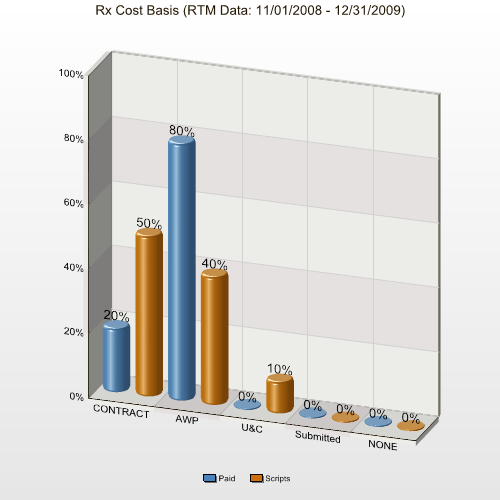 Rx Cost Basis (RTM Data: 11/01/2008 - 12/31/2009)
100%
80%
60%
40%
20%
0%
20%
50%
80%
40%
0%
10%
0%
0%
0%
0%
CONTRACT
AWP
U&C
Submitted
NONE
Paid
Scripts